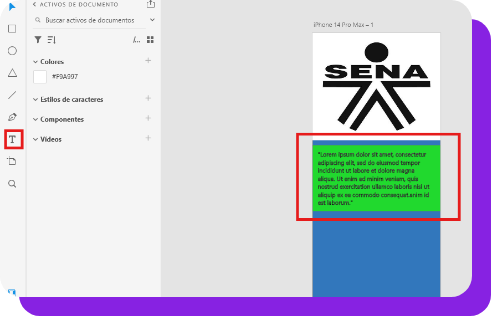 ACTIVOS DE DOCUMENTO
Buscar activos de documentos
Colores
#F9A997
Estilos de caracteres
Componentes
Vídeos
T
iPhone 14 Pro Max – 1
SENA
"Lorem ipsum dolor sit amet, consectetur
adipiscing elit, sed do eiusmod tempor
incididunt ut labore et dolore magna
aliqua. Ut enim ad minim veniam, quis
nostrud exercitation ullamco laboris nisi ut
aliquip ex ea commodo consequat.anim id
est laborum."